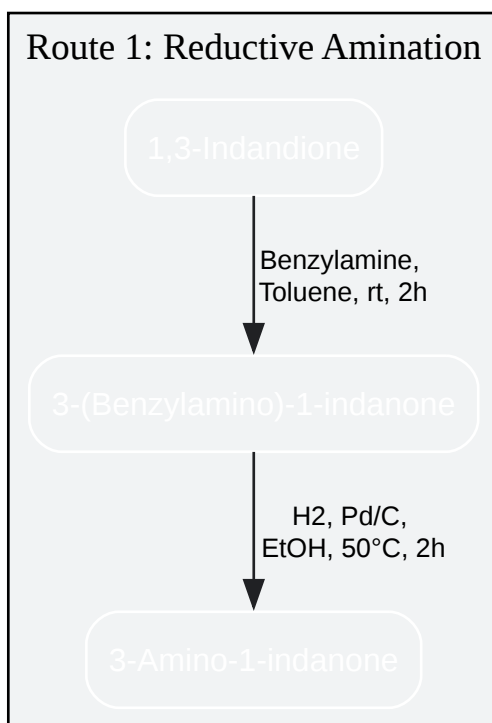 Route 1: Reductive Amination
1,3-Indandione
Benzylamine,
Toluene, rt, 2h
3-(Benzylamino)-1-indanone
H2, Pd/C,
EtOH, 50°C, 2h
3-Amino-1-indanone